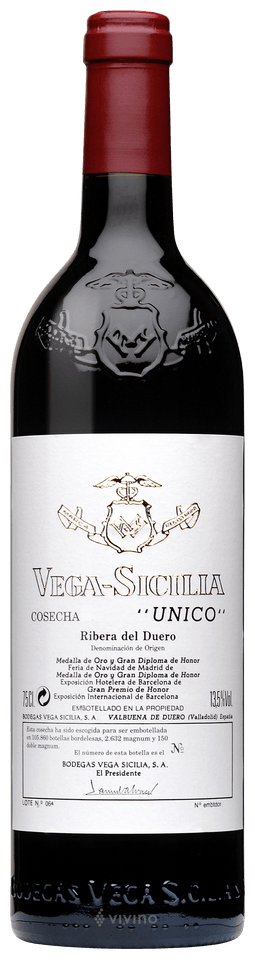 VEGA-SICILIA
COSECHA "UNICO"
Ribera del Duero
Denominación de Origen
Medalla de Oro y Gran Diploma de Honor
Feria de Navidad de Madrid de
Medalla de Oro y Gran Diploma de Honor
Exposición Hotelera de Barcelona
Gran Premio de Honor
Exposición Internacional de Barcelona
75Cl. 13,5%Vol.
EMBOTELLADO EN LA PROPIEDAD
BODEGAS VEGA SICILIA, S. A. VALBUENA DE DUERO (Valladolid) España
Esta cosecha ha sido escogida para ser embotellada
en 105.860 botellas bordelesas, 2.632 magnum y 150
doble magnum.
El número de esta botella es el Nº
BODEGAS VEGA SICILIA, S. A.
El Presidente
LOTE N.º 064 Nº embtdor.
BODEGAS VEGA SICILIA
vivino